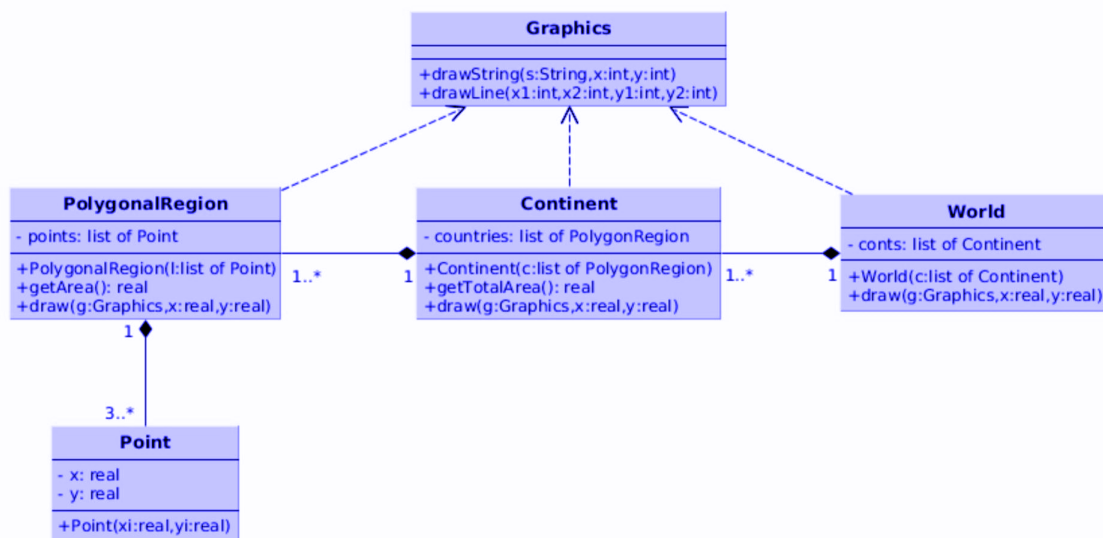 Graphics
+drawString(s:String,x:int,y:int)
+drawLine(x1:int,x2:int,y1:int,y2:int)
PolygonalRegion
- points: list of Point
+PolygonalRegion(l:list of Point)
+getArea(): real
+draw(g:Graphics,x:real,y:real)
1..*
1
Continent
- countries: list of PolygonRegion
+Continent(c:list of PolygonRegion)
+getTotalArea(): real
+draw(g:Graphics,x:real,y:real)
1..*
1
World
- conts: list of Continent
+World(c:list of Continent)
+draw(g:Graphics,x:real,y:real)
1
3..*
Point
- x: real
- y: real
+Point(xi:real,yi:real)